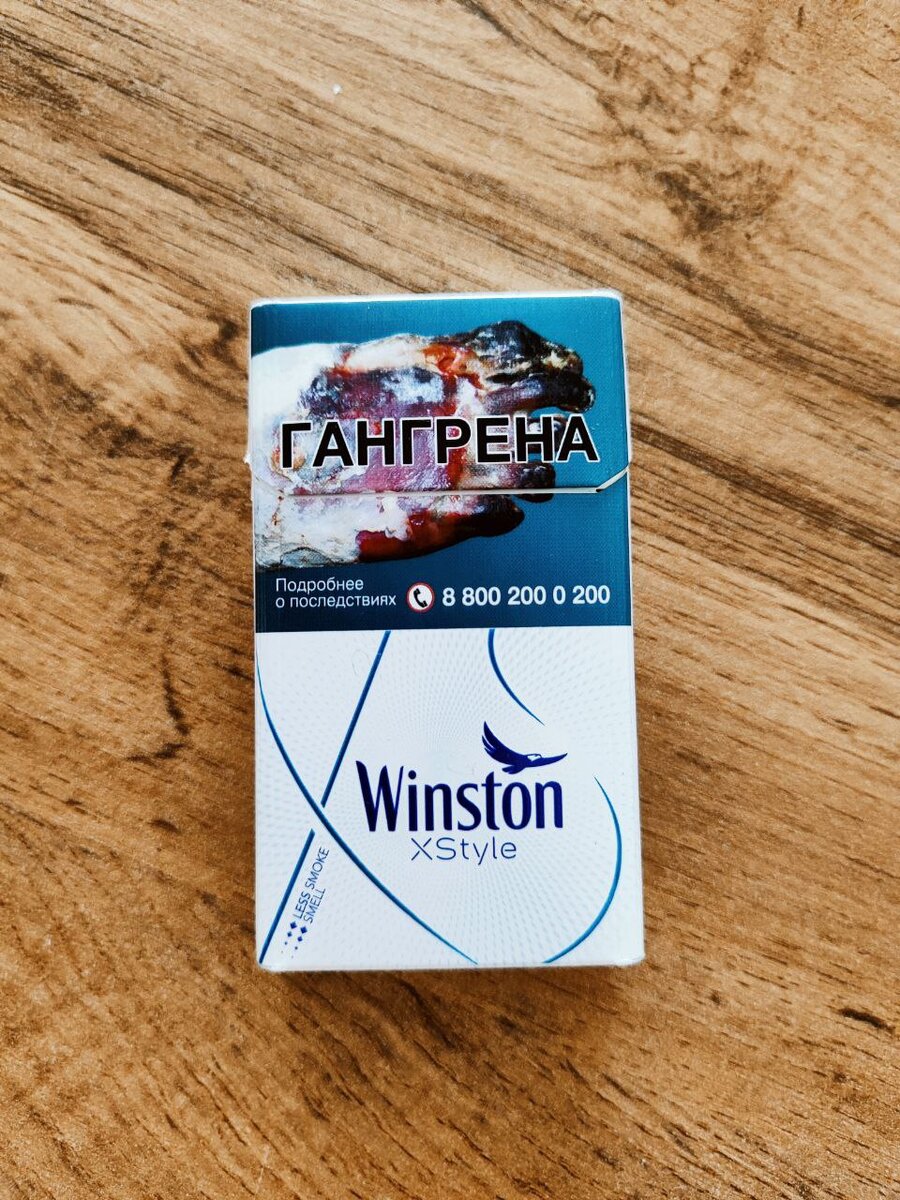 ГАНГРЕНА
Подробнее
о последствиях
8 800 200 0 200
Winston
XStyle
LESS SMOKE
SMELL